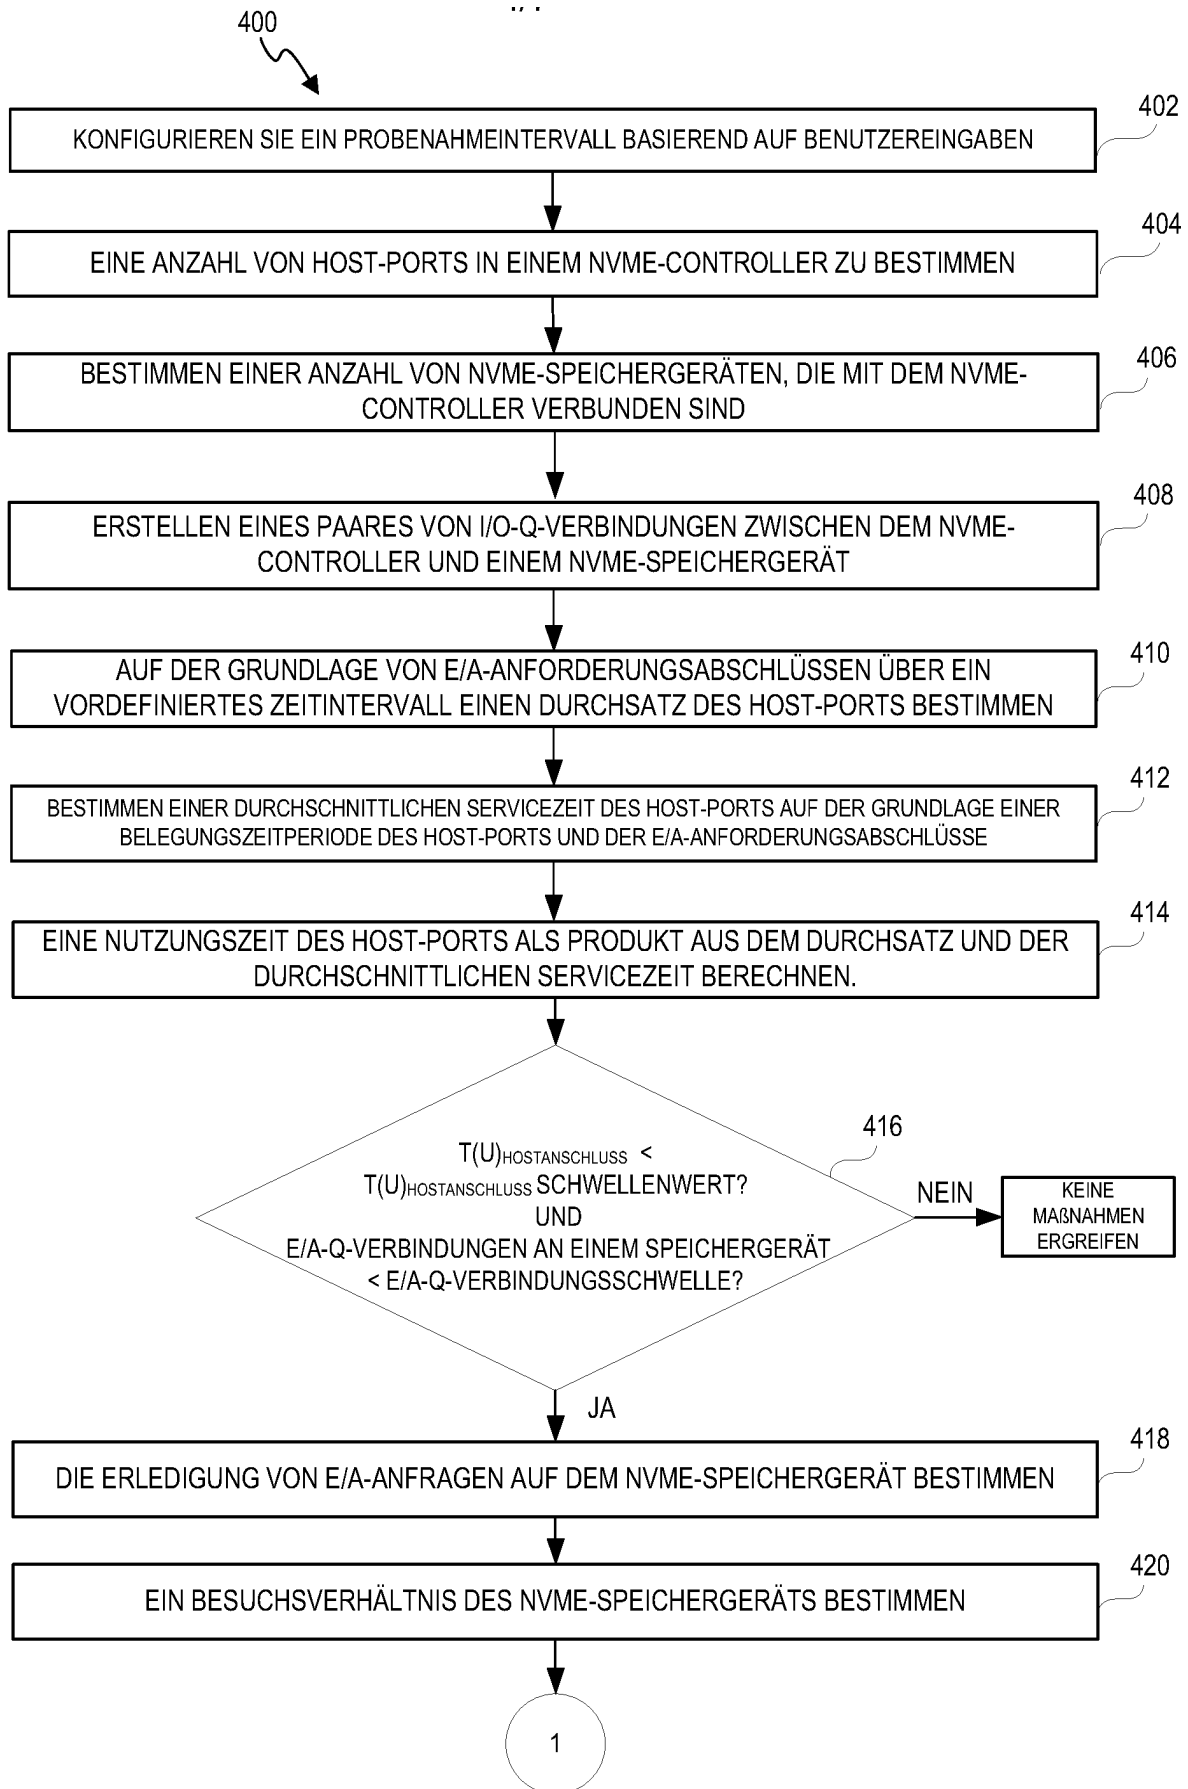 400
402
KONFIGURIEREN SIE EIN PROBENAHMEINTERVALL BASIEREND AUF BENUTZEREINGABEN
404
EINE ANZAHL VON HOST-PORTS IN EINEM NVME-CONTROLLER ZU BESTIMMEN
406
BESTIMMEN EINER ANZAHL VON NVME-SPEICHERGERÄTEN, DIE MIT DEM NVME-
CONTROLLER VERBUNDEN SIND
408
ERSTELLEN EINES PAARES VON I/O-Q-VERBINDUNGEN ZWISCHEN DEM NVME-
CONTROLLER UND EINEM NVME-SPEICHERGERÄT
410
AUF DER GRUNDLAGE VON E/A-ANFORDERUNGSABSCHLÜSSEN ÜBER EIN
VORDEFINIERTES ZEITINTERVALL EINEN DURCHSATZ DES HOST-PORTS BESTIMMEN
412
BESTIMMEN EINER DURCHSCHNITTLICHEN SERVICEZEIT DES HOST-PORTS AUF DER GRUNDLAGE EINER
BELEGUNGSZEITPERIODE DES HOST-PORTS UND DER E/A-ANFORDERUNGSABSCHLÜSSE
414
EINE NUTZUNGSZEIT DES HOST-PORTS ALS PRODUKT AUS DEM DURCHSATZ UND DER
DURCHSCHNITTLICHEN SERVICEZEIT BERECHNEN.
416
T(U)HOSTANSCHLUSS <
T(U)HOSTANSCHLUSS SCHWELLENWERT?
UND
E/A-Q-VERBINDUNGEN AN EINEM SPEICHERGERÄT
< E/A-Q-VERBINDUNGSSCHWELLE?
NEIN
KEINE
MAßNAHMEN
ERGREIFEN
JA
418
DIE ERLEDIGUNG VON E/A-ANFRAGEN AUF DEM NVME-SPEICHERGERÄT BESTIMMEN
420
EIN BESUCHSVERHÄLTNIS DES NVME-SPEICHERGERÄTS BESTIMMEN
1